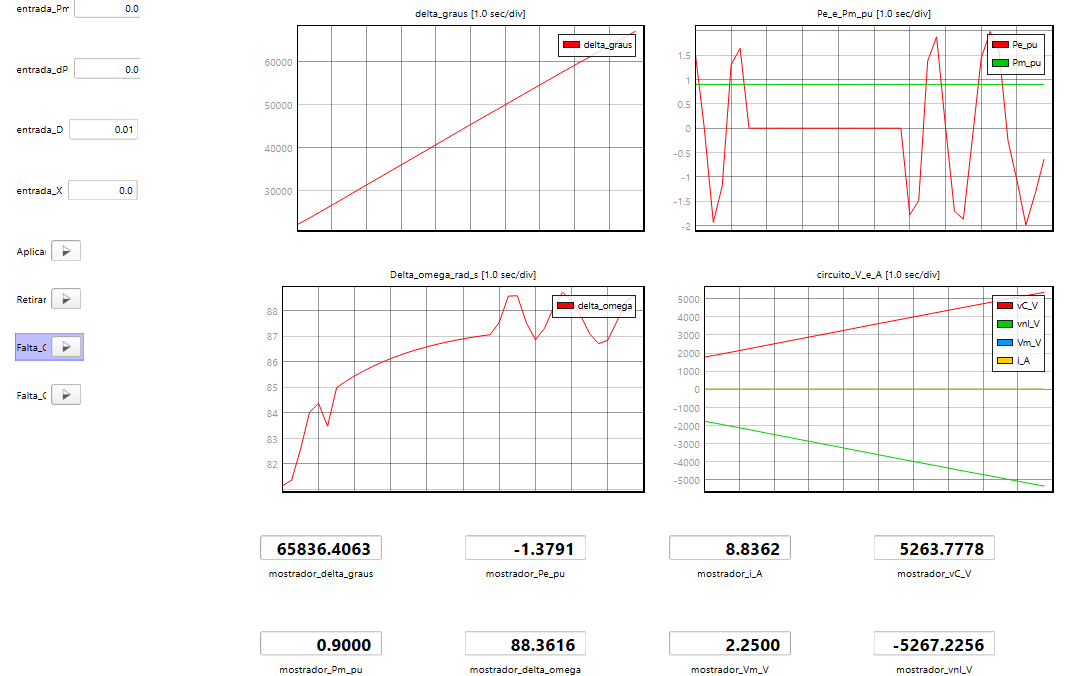 entrada_Pm 0.0
entrada_dP 0.0
entrada_D 0.01
entrada_X 0.0
Aplicar
Retirar
Falta_C
Falta_C
delta_graus [1.0 sec/div]
delta_graus
60000
50000
40000
30000
Pe_e_Pm_pu [1.0 sec/div]
Pe_pu
Pm_pu
1.5
1
0.5
0
-0.5
-1
-1.5
-2
Delta_omega_rad_s [1.0 sec/div]
delta_omega
88
87
86
85
84
83
82
circuito_V_e_A [1.0 sec/div]
vC_V
vnl_V
Vm_V
i_A
5000
4000
3000
2000
1000
0
-1000
-2000
-3000
-4000
-5000
65836.4063 -1.3791 8.8362 5263.7778
mostrador_delta_graus mostrador_Pe_pu mostrador_i_A mostrador_vC_V
0.9000 88.3616 2.2500 -5267.2256
mostrador_Pm_pu mostrador_delta_omega mostrador_Vm_V mostrador_vnl_V